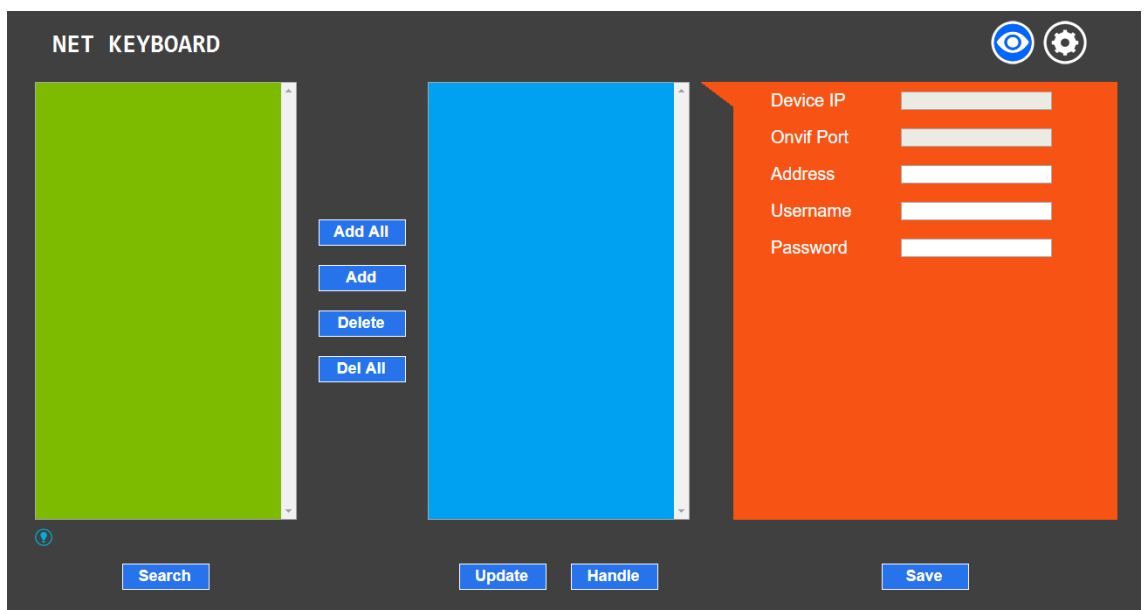 NET KEYBOARD
Add All
Add
Delete
Del All
Device IP
Onvif Port
Address
Username
Password
Search
Update
Handle
Save